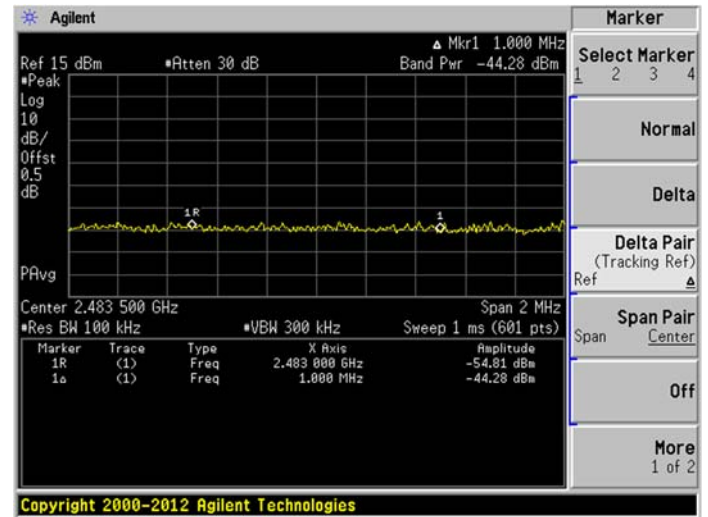 Agilent
Marker
Δ Mkr1 1.000 MHz
Ref 15 dBm #Atten 30 dB Band Pwr -44.28 dBm
#Peak
Log
10
dB/
Offst
0.5
dB
1R
1
PAvg
Center 2.483 500 GHz Span 2 MHz
#Res BW 100 kHz #VBW 300 kHz Sweep 1 ms (601 pts)
Marker Trace Type X Axis Amplitude
1R (1) Freq 2.483 000 GHz -54.81 dBm
1Δ (1) Freq 1.000 MHz -44.28 dBm
Copyright 2000-2012 Agilent Technologies
Select Marker
1 2 3 4
Normal
Delta
Delta Pair
(Tracking Ref)
Ref Δ
Span Pair
Span Center
Off
More
1 of 2